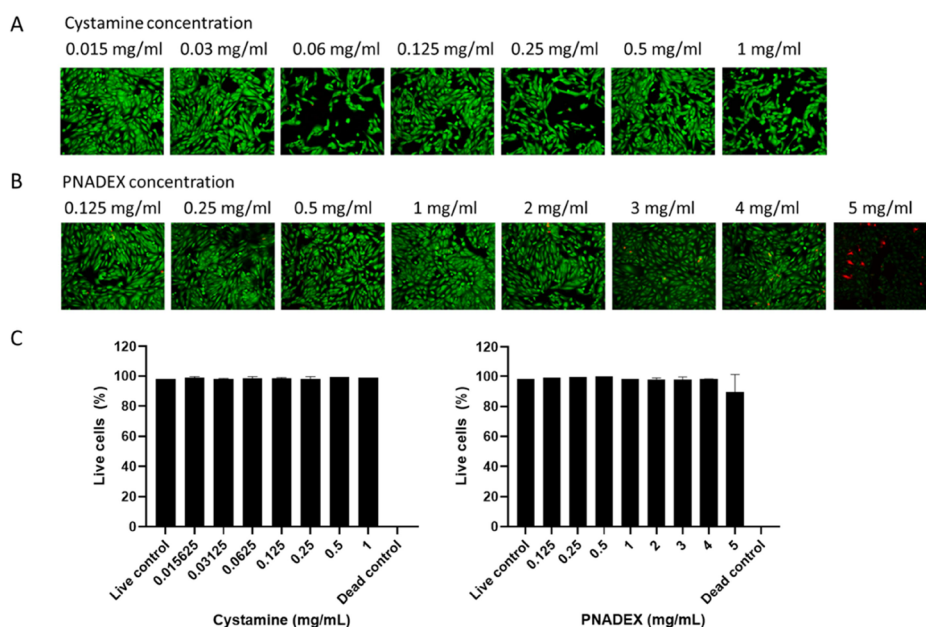 A
Cystamine concentration
0.015 mg/ml 0.03 mg/ml 0.06 mg/ml 0.125 mg/ml 0.25 mg/ml 0.5 mg/ml 1 mg/ml
B
PNADEX concentration
0.125 mg/ml 0.25 mg/ml 0.5 mg/ml 1 mg/ml 2 mg/ml 3 mg/ml 4 mg/ml 5 mg/ml
C
Live cells (%)
120
100
80
60
40
20
0
Live control 0.015625 0.03125 0.0625 0.125 0.25 0.5 1 Dead control
Cystamine (mg/mL)
Live cells (%)
120
100
80
60
40
20
0
Live control 0.125 0.25 0.5 1 2 3 4 5 Dead control
PNADEX (mg/mL)